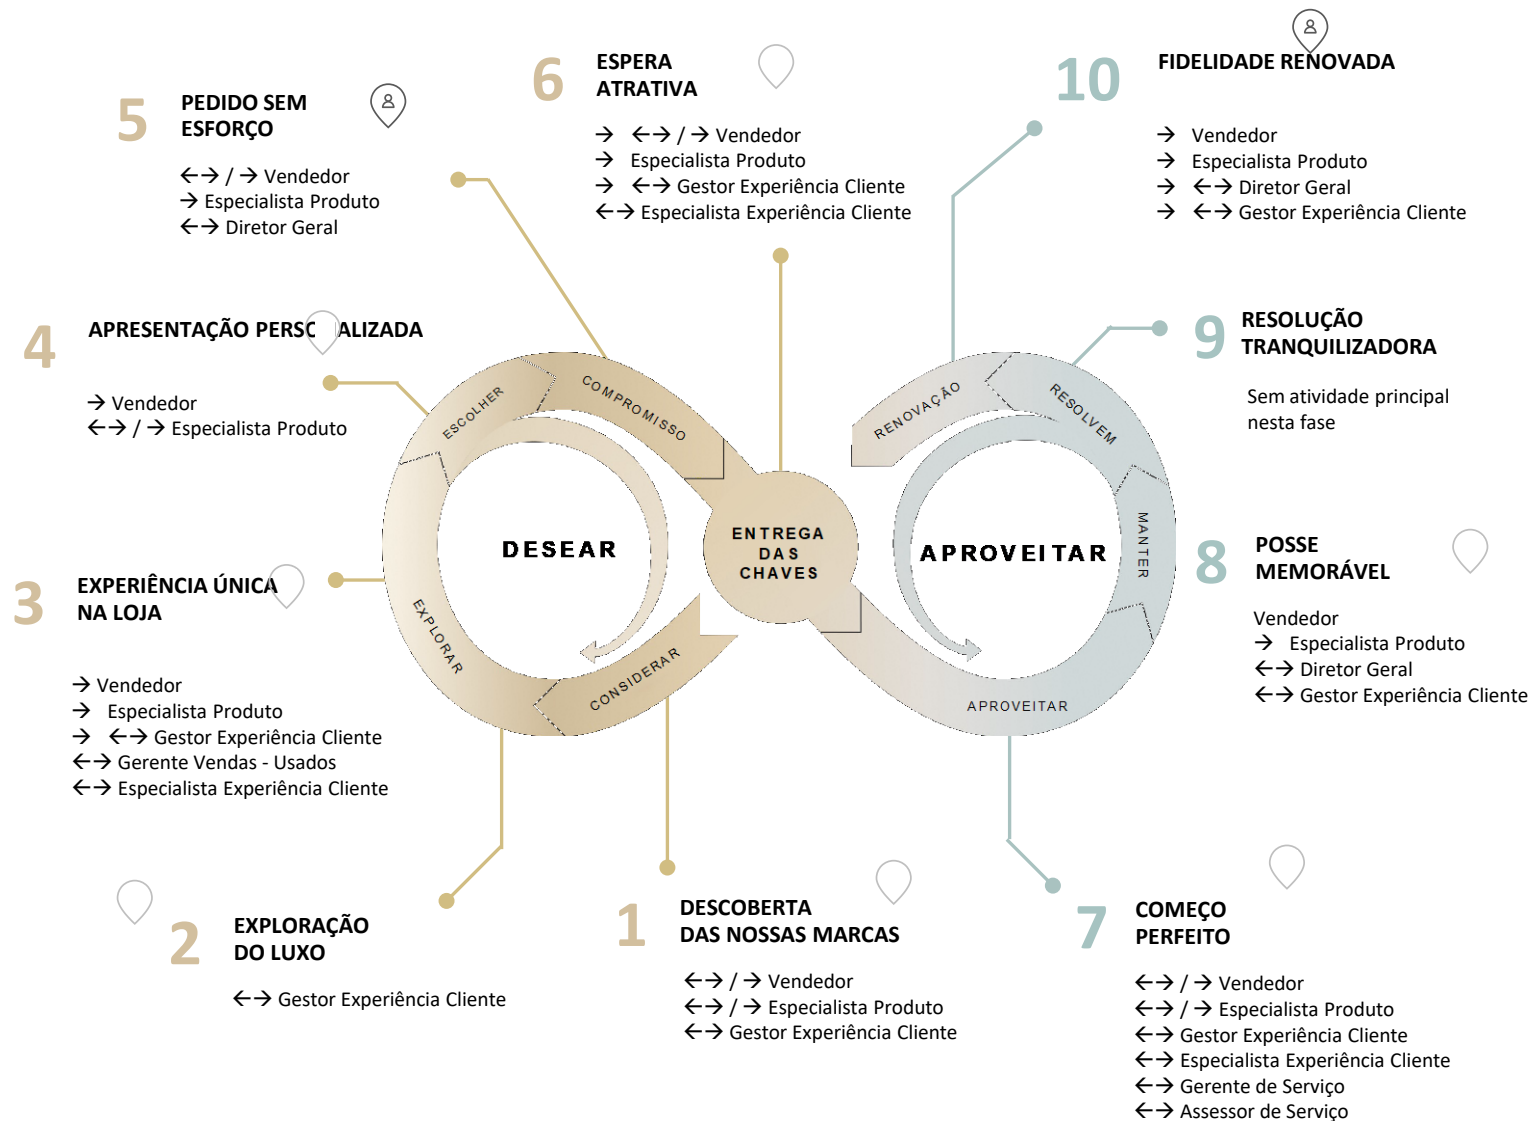 5
PEDIDO SEM
ESFORÇO
←→ / → Vendedor
→ Especialista Produto
←→ Diretor Geral
6
ESPERA
ATRATIVA
→ ←→ / → Vendedor
→ Especialista Produto
→ ←→ Gestor Experiência Cliente
←→ Especialista Experiência Cliente
10
FIDELIDADE RENOVADA
→ Vendedor
→ Especialista Produto
→ ←→ Diretor Geral
→ ←→ Gestor Experiência Cliente
4
APRESENTAÇÃO
→ Vendedor
←→ / → Especialista Produto
9
RESOLUÇÃO
TRANQUILIZADORA
Sem atividade principal
nesta fase
ESCOLHER
COMPROMISSO
RENOVAÇÃO
RESOLVEM
DESEAR
ENTREGA
DAS
CHAVES
APROVEITAR
MANTER
EXPLORAR
CONSIDERAR
APROVEITAR
3
EXPERIÊNCIA ÚNICA
NA LOJA
→ Vendedor
→ Especialista Produto
→ ←→ Gestor Experiência Cliente
←→ Gerente Vendas - Usados
←→ Especialista Experiência Cliente
8
POSSE
MEMORÁVEL
Vendedor
→ Especialista Produto
←→ Diretor Geral
←→ Gestor Experiência Cliente
2
EXPLORAÇÃO
DO LUXO
←→ Gestor Experiência Cliente
1
DESCOBERTA
DAS NOSSAS MARCAS
←→ / → Vendedor
←→ / → Especialista Produto
←→ Gestor Experiência Cliente
7
COMEÇO
PERFEITO
←→ / → Vendedor
←→ / → Especialista Produto
←→ Gestor Experiência Cliente
←→ Especialista Experiência Cliente
←→ Gerente de Serviço
←→ Assessor de Serviço